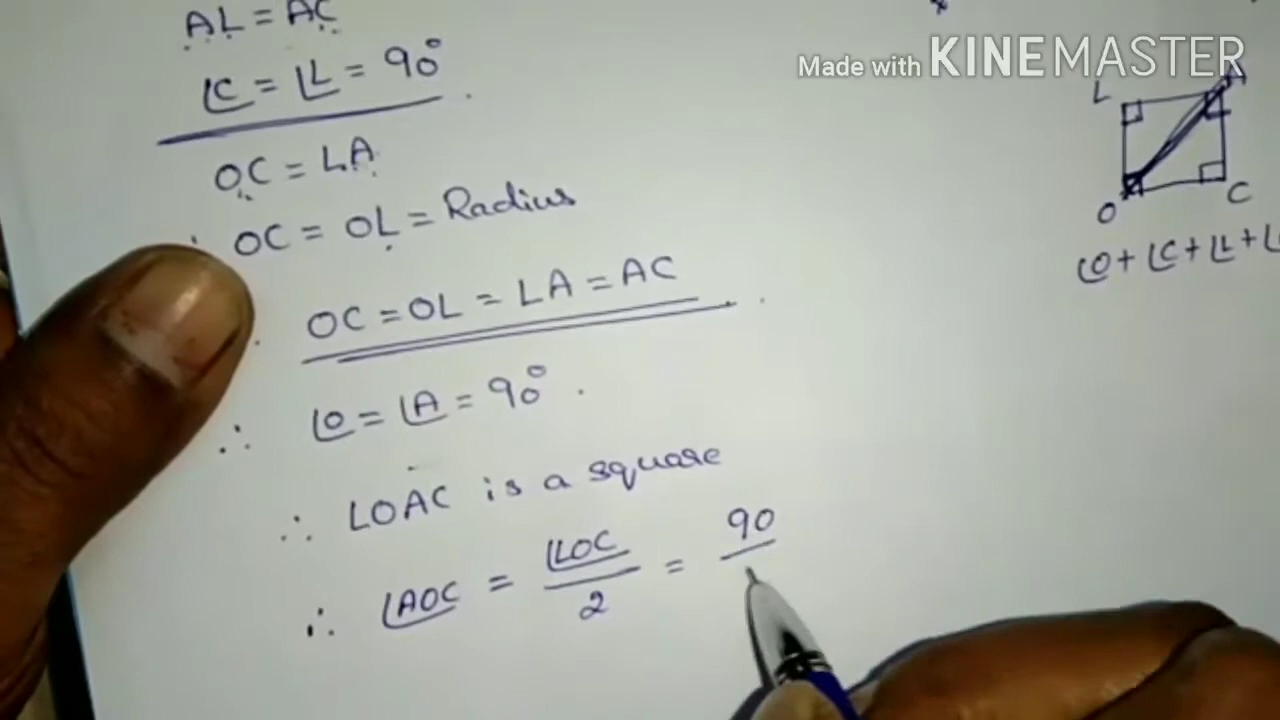 AL = AC
∠C = ∠L = 90°
OC = LA
OC = OL = Radius
OC = OL = LA = AC
∴ ∠O = ∠A = 90°.
∴ LOAC is a square
∴ ∠AOC = ∠LOC / 2 = 90
Made with KINEMASTER
L A
O C
∠O + ∠C + ∠L +